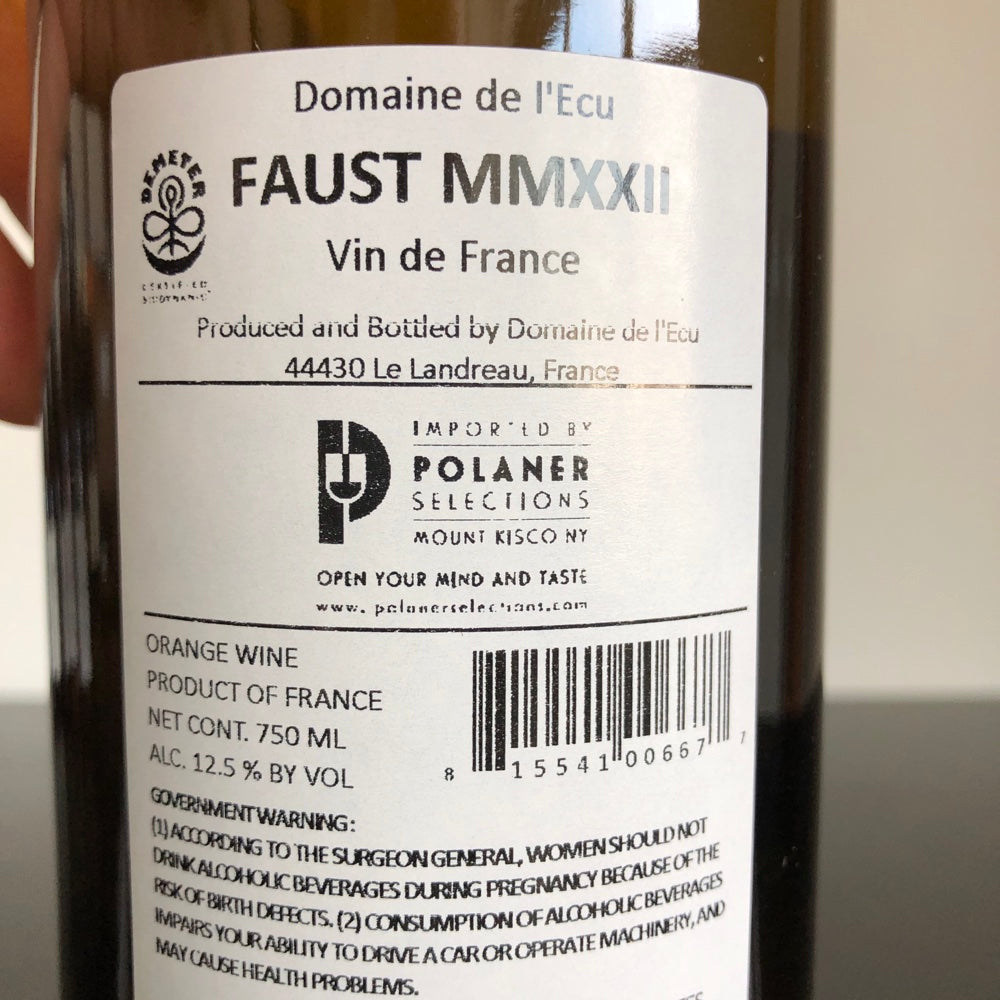 Domaine de l'Ecu
DEMETER
FAUST MMXXII
CERTIFIED
BIODYNAMIC
Vin de France
Produced and Bottled by Domaine de l'Ecu
44430 Le Landreau, France
IMPORTED BY
POLANER
SELECTIONS
MOUNT KISCO NY
OPEN YOUR MIND AND TASTE
www.polanerselections.com
ORANGE WINE
PRODUCT OF FRANCE
NET CONT. 750 ML
ALC. 12.5 % BY VOL
8 15541 00667 7
GOVERNMENT WARNING:
(1) ACCORDING TO THE SURGEON GENERAL, WOMEN SHOULD NOT
DRINK ALCOHOLIC BEVERAGES DURING PREGNANCY BECAUSE OF THE
RISK OF BIRTH DEFECTS. (2) CONSUMPTION OF ALCOHOLIC BEVERAGES
IMPAIRS YOUR ABILITY TO DRIVE A CAR OR OPERATE MACHINERY, AND
MAY CAUSE HEALTH PROBLEMS.